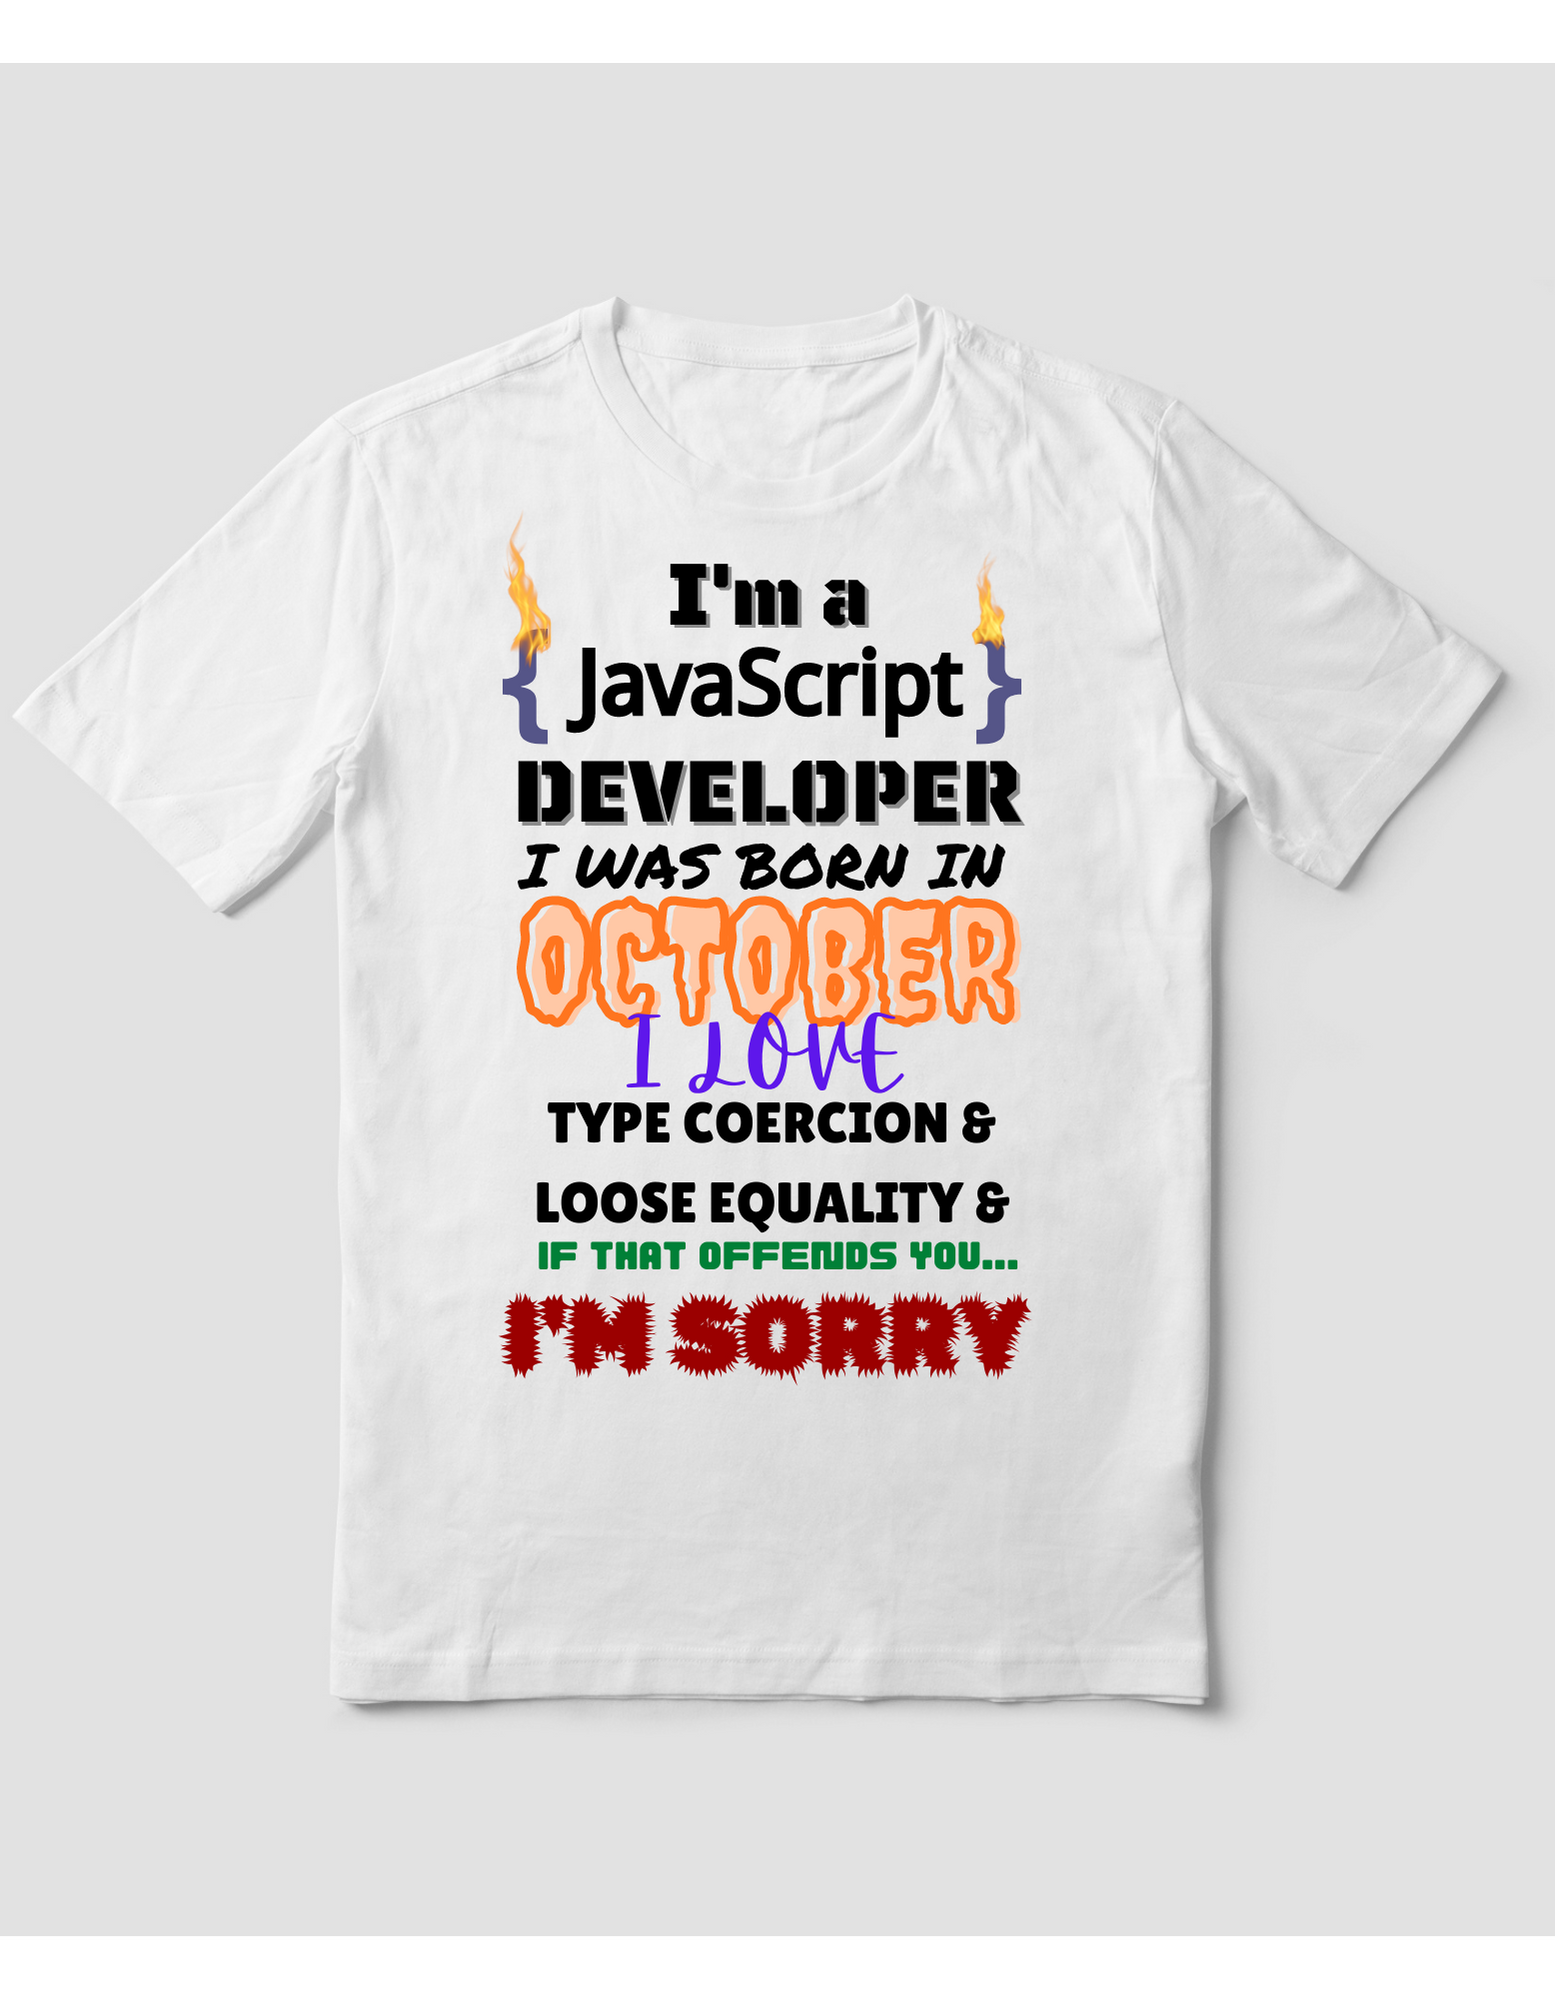 I'm a
{ JavaScript }
DEVELOPER
I WAS BORN IN
OCTOBER
I LOVE
TYPE COERCION &
LOOSE EQUALITY &
IF THAT OFFENDS YOU...
I'M SORRY